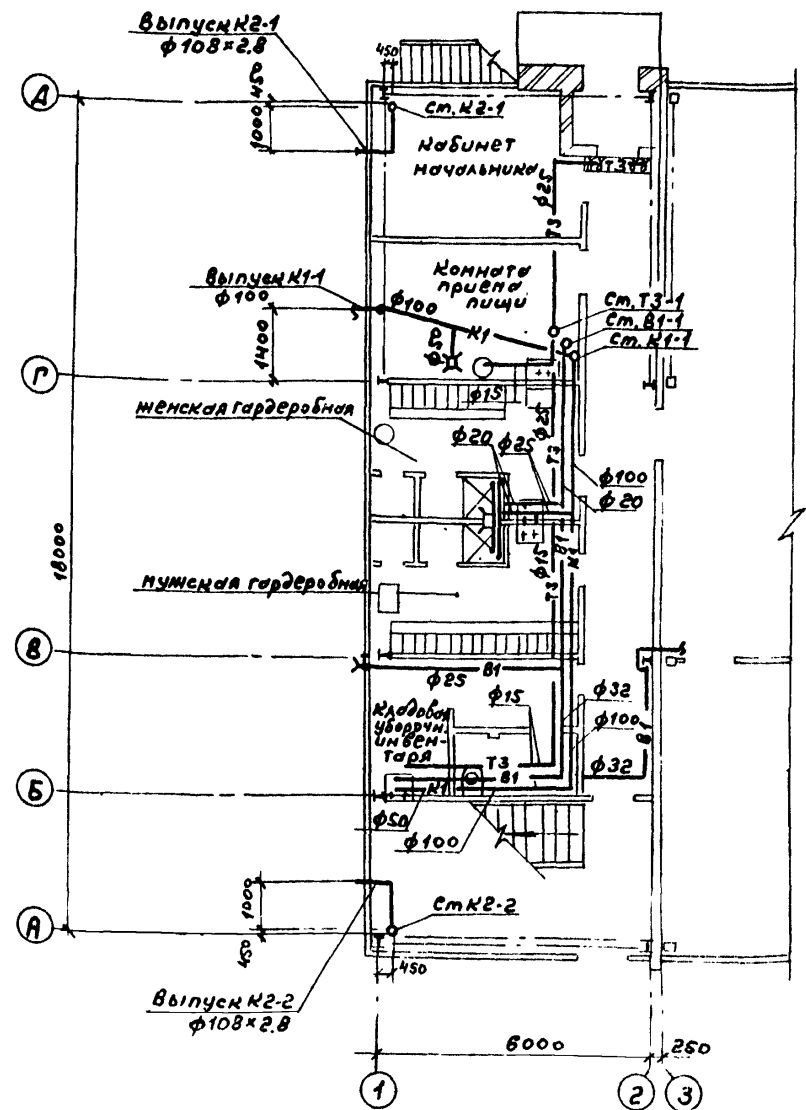 Выпуск К2-1
ф108×2.8
450
Д
450
1000
Ст. К2-1
Кабинет
начальника
Т3
ф25
Т3
Выпуск К1-1
ф100
ф100
К1
Комната
приема
пищи
ф50
Ст. Т3-1
Ст. В1-1
Ст. К1-1
1400
Г
ф15
ф25
женская гардеробная
Т3
ф20
ф25
ф100
ф20
18000
ф15
В1
К1
Т3
мужская гардеробная
В
В1
ф25
ф15
ф32
ф100
В1
Кладовая
уборочн.
инвен-
таря
Т3
В1
ф32
Б
К1
ф50
ф100
1000
Ст К2-2
А
450
450
Выпуск К2-2
ф108×2.8
6000
250
1
2
3